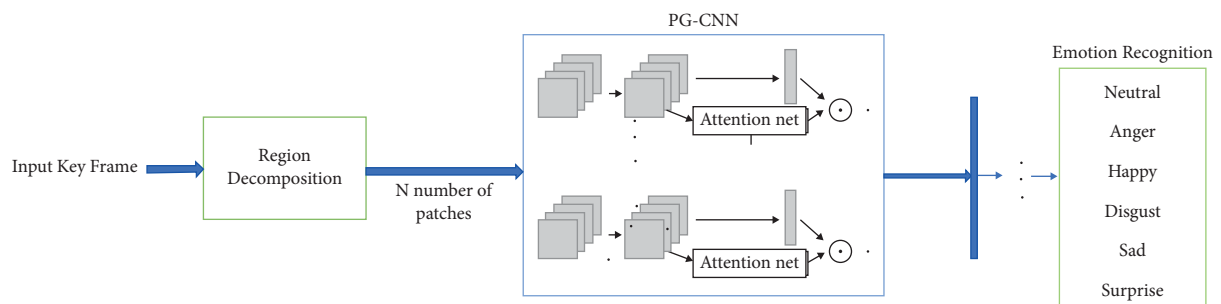 PG-CNN
Input Key Frame
Region
Decomposition
N number of
patches
Attention net
Attention net
Emotion Recognition
Neutral
Anger
Happy
Disgust
Sad
Surprise